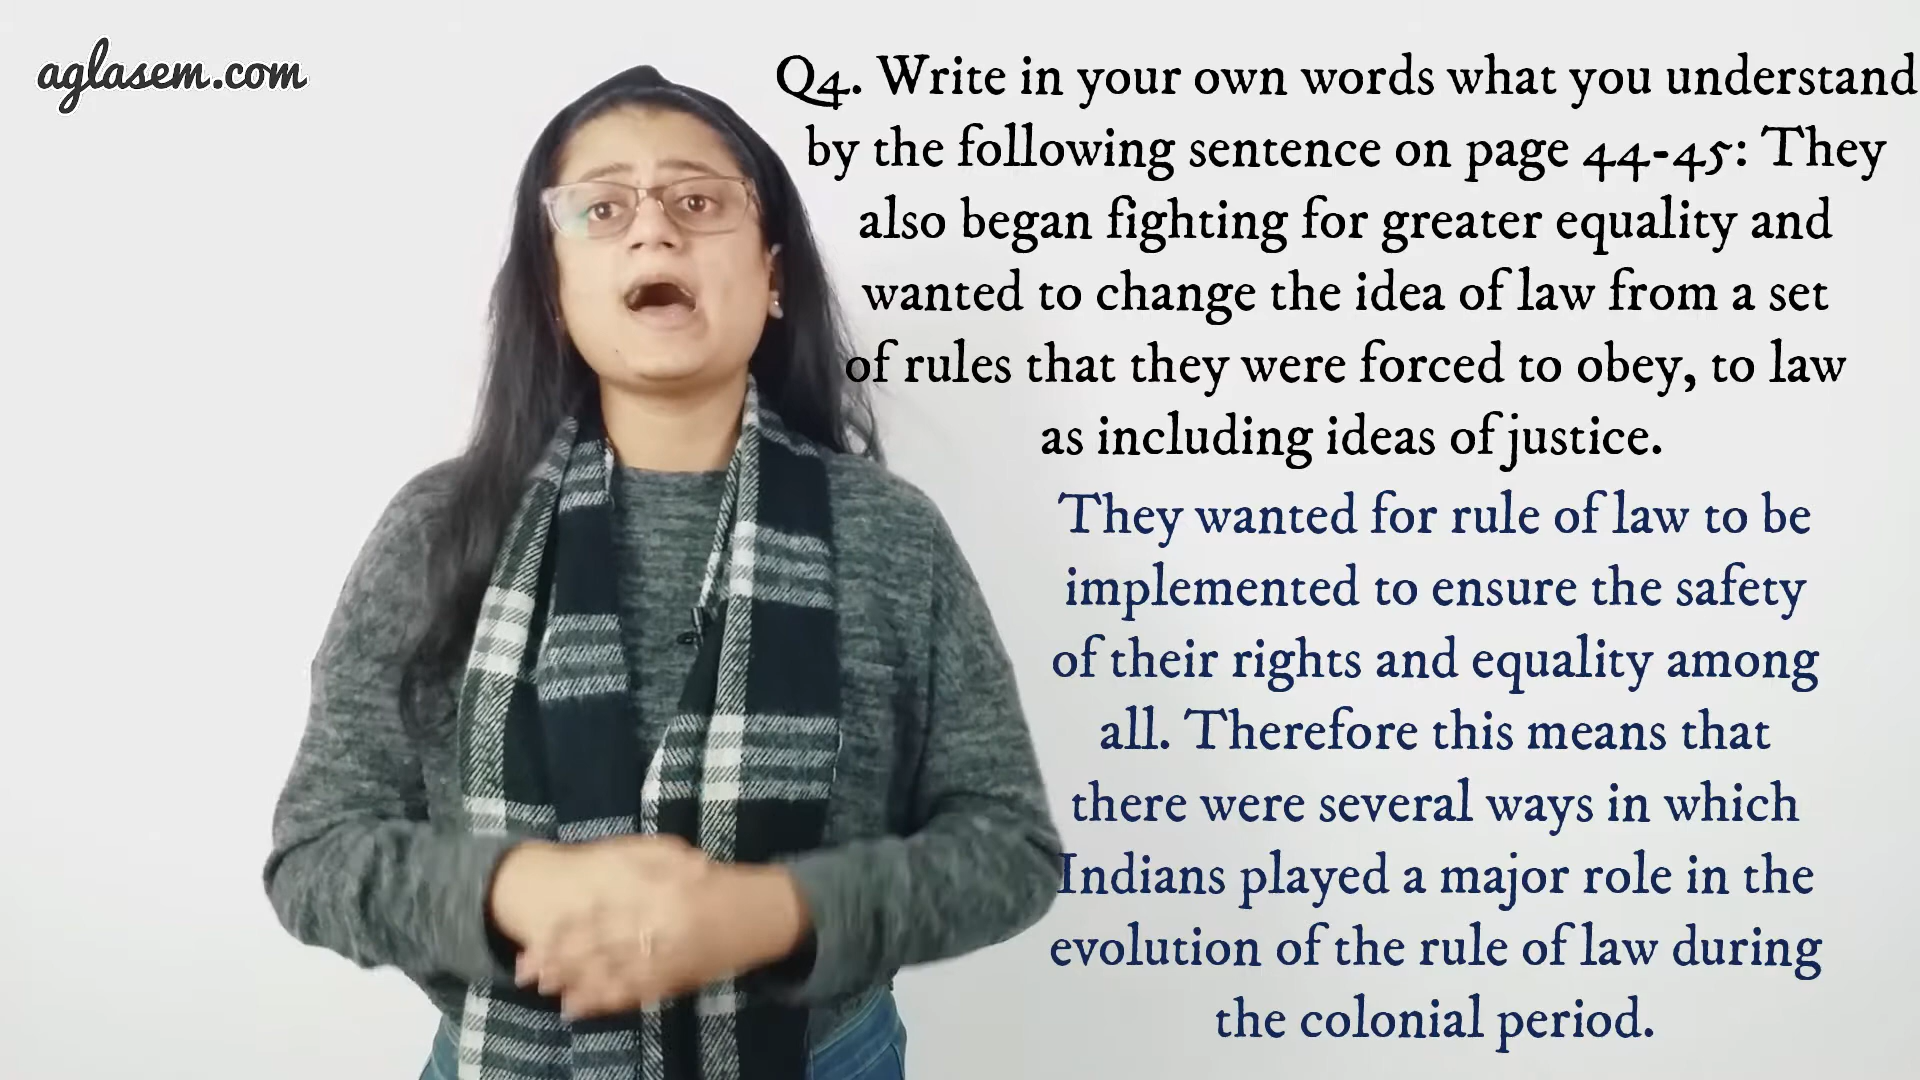 aglasem.com
Q4. Write in your own words what you understand
by the following sentence on page 44-45: They
also began fighting for greater equality and
wanted to change the idea of law from a set
of rules that they were forced to obey, to law
as including ideas of justice.
They wanted for rule of law to be
implemented to ensure the safety
of their rights and equality among
all. Therefore this means that
there were several ways in which
Indians played a major role in the
evolution of the rule of law during
the colonial period.